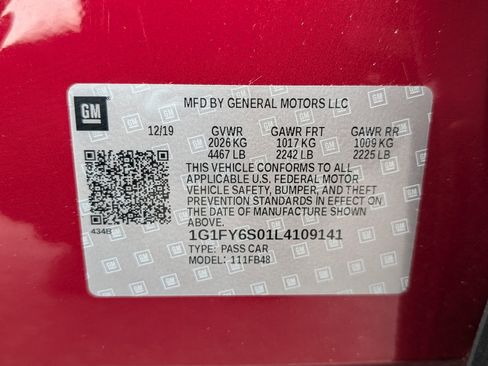 GM
MFD BY GENERAL MOTORS LLC
12/19 GVWR GAWR FRT GAWR RR
2026 KG 1017 KG 1009 KG
4467 LB 2242 LB 2225 LB
THIS VEHICLE CONFORMS TO ALL
APPLICABLE U.S. FEDERAL MOTOR
VEHICLE SAFETY, BUMPER, AND THEFT
PREVENTION STANDARDS IN EFFECT ON
THE DATE OF MANUFACTURE SHOWN
ABOVE.
434B
1G1FY6S01L4109141
TYPE: PASS CAR
MODEL: 111FB48